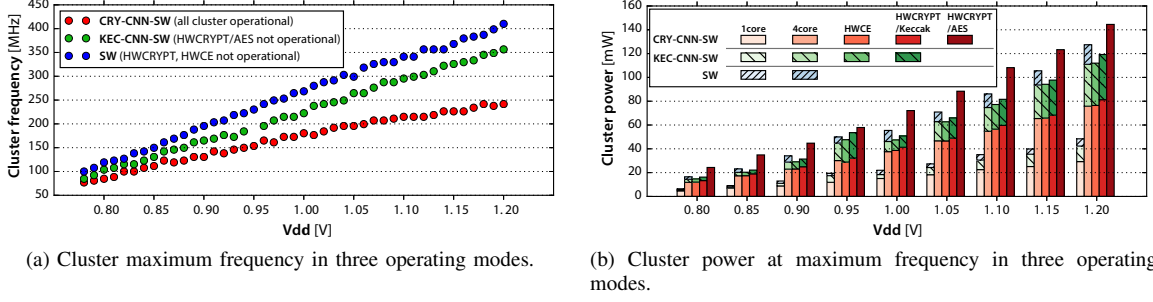 CRY-CNN-SW (all cluster operational)
KEC-CNN-SW (HWCRYPT/AES not operational)
SW (HWCRYPT, HWCE not operational)
Cluster frequency [MHz]
450
400
350
300
250
200
150
100
50
0.80 0.85 0.90 0.95 1.00 1.05 1.10 1.15 1.20
Vdd [V]
(a) Cluster maximum frequency in three operating modes.
Cluster power [mW]
160
140
120
100
80
60
40
20
0
1core 4core HWCE HWCRYPT /Keccak HWCRYPT /AES
CRY-CNN-SW
KEC-CNN-SW
SW
0.80 0.85 0.90 0.95 1.00 1.05 1.10 1.15 1.20
Vdd [V]
(b) Cluster power at maximum frequency in three operating
modes.